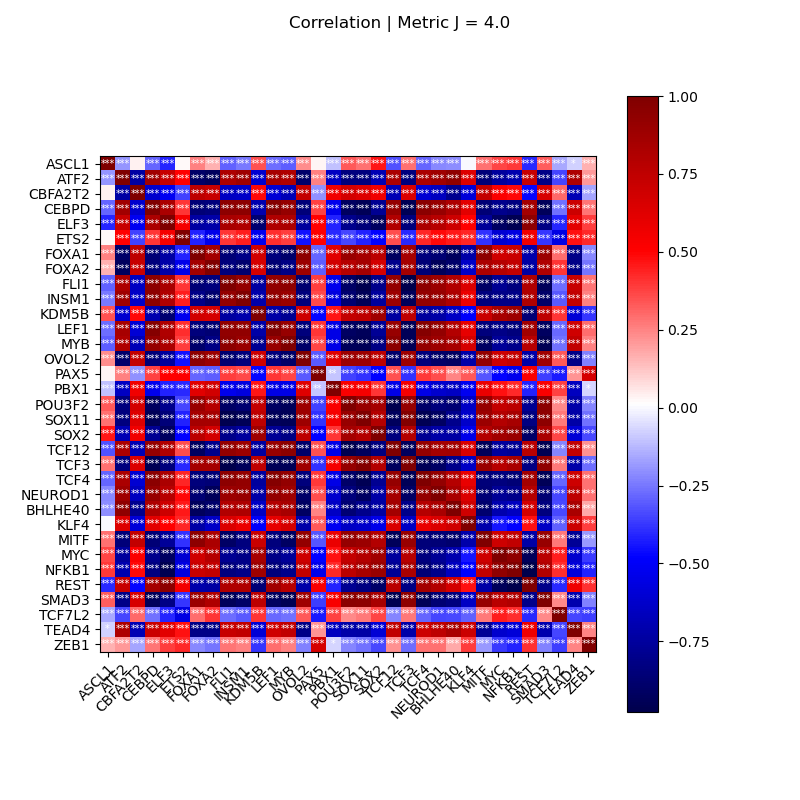 Correlation | Metric J = 4.0
ASCL1
ATF2
CBFA2T2
CEBPD
ELF3
ETS2
FOXA1
FOXA2
FLI1
INSM1
KDM5B
LEF1
MYB
OVOL2
PAX5
PBX1
POU3F2
SOX11
SOX2
TCF12
TCF3
TCF4
NEUROD1
BHLHE40
KLF4
MITF
MYC
NFKB1
REST
SMAD3
TCF7L2
TEAD4
ZEB1
ASCL1
ATF2
CBFA2T2
CEBPD
ELF3
ETS2
FOXA1
FOXA2
FLI1
INSM1
KDM5B
LEF1
MYB
OVOL2
PAX5
PBX1
POU3F2
SOX11
SOX2
TCF12
TCF3
TCF4
NEUROD1
BHLHE40
KLF4
MITF
MYC
NFKB1
REST
SMAD3
TCF7L2
TEAD4
ZEB1
1.00
0.75
0.50
0.25
0.00
−0.25
−0.50
−0.75